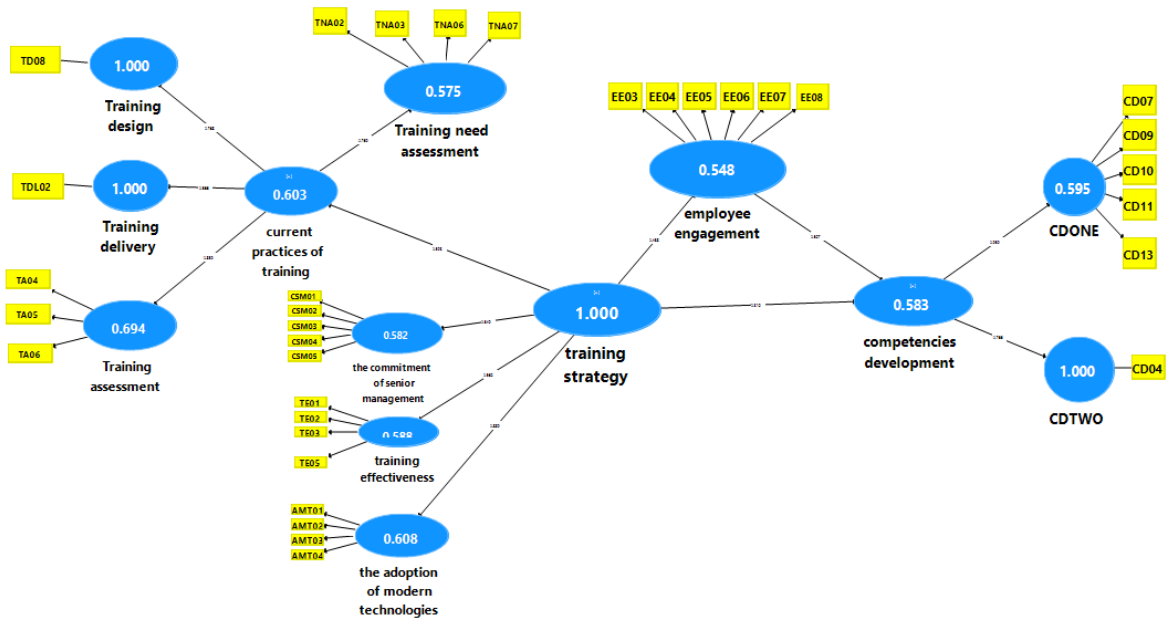 TNA02
TNA03
TNA06
TNA07
TD08
1.000
Training
design
0.575
Training need
assessment
EE03
EE04
EE05
EE06
EE07
EE08
CD07
CD09
CD10
CD11
CD13
TDL02
1.000
Training
delivery
0.603
current
practices of
training
0.548
employee
engagement
0.595
CDONE
TA04
TA05
TA06
0.694
Training
assessment
CSM01
CSM02
CSM03
CSM04
CSM05
0.582
the commitment
of senior
management
1.000
training
strategy
0.583
competencies
development
1.000
CDTWO
CD04
TE01
TE02
TE03
TE05
0.588
training
effectiveness
AMT01
AMT02
AMT03
AMT04
0.608
the adoption
of modern
technologies